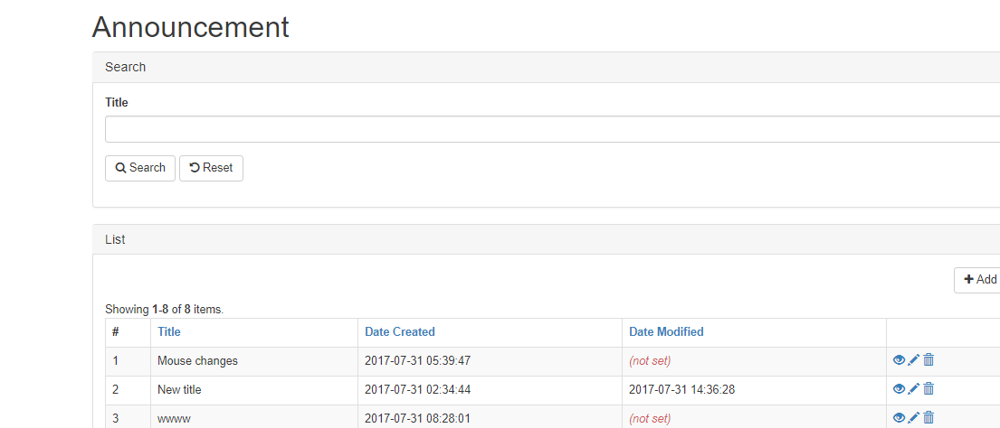 Announcement
Search
Title
Search Reset
List
Add
Showing 1-8 of 8 items.
# Title Date Created Date Modified
1 Mouse changes 2017-07-31 05:39:47 (not set)
2 New title 2017-07-31 02:34:44 2017-07-31 14:36:28
3 wwww 2017-07-31 08:28:01 (not set)